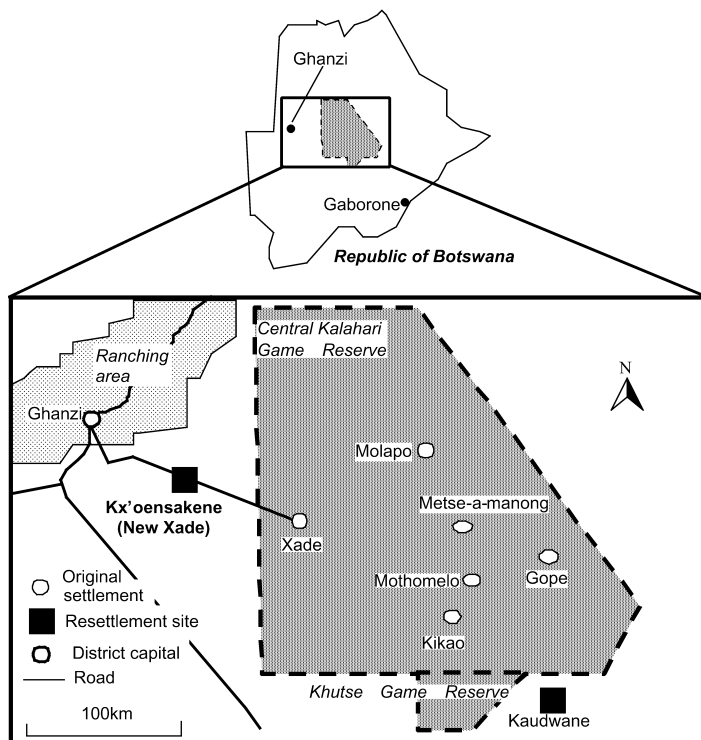 Ghanzi
Gaborone
Republic of Botswana
Central Kalahari
Game Reserve
Ranching
area
N
Ghanzi
Molapo
Kx'oensakene
(New Xade)
Metse-a-manong
Xade
Gope
Mothomelo
Original
settlement
Resettlement site
Kikao
District capital
Road
Khutse Game Reserve
100km
Kaudwane